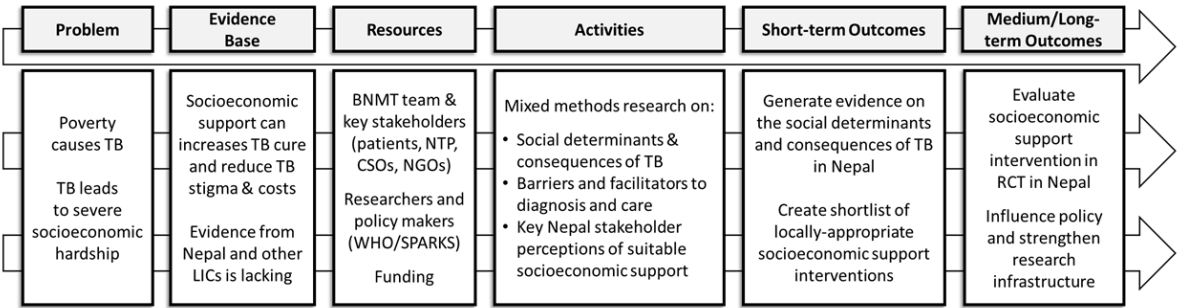 Problem
Evidence
Base
Resources
Activities
Short-term Outcomes
Medium/Long-
term Outcomes
Poverty
causes TB
TB leads
to severe
socioeconomic
hardship
Socioeconomic
support can
increases TB cure
and reduce TB
stigma & costs
Evidence from
Nepal and other
LICs is lacking
BNMT team &
key stakeholders
(patients, NTP,
CSOs, NGOs)
Researchers and
policy makers
(WHO/SPARKS)
Funding
Mixed methods research on:
• Social determinants &
consequences of TB
• Barriers and facilitators to
diagnosis and care
• Key Nepal stakeholder
perceptions of suitable
socioeconomic support
Generate evidence on
the social determinants
and consequences of TB
in Nepal
Create shortlist of
locally-appropriate
socioeconomic support
interventions
Evaluate
socioeconomic
support
intervention in
RCT in Nepal
Influence policy
and strengthen
research
infrastructure